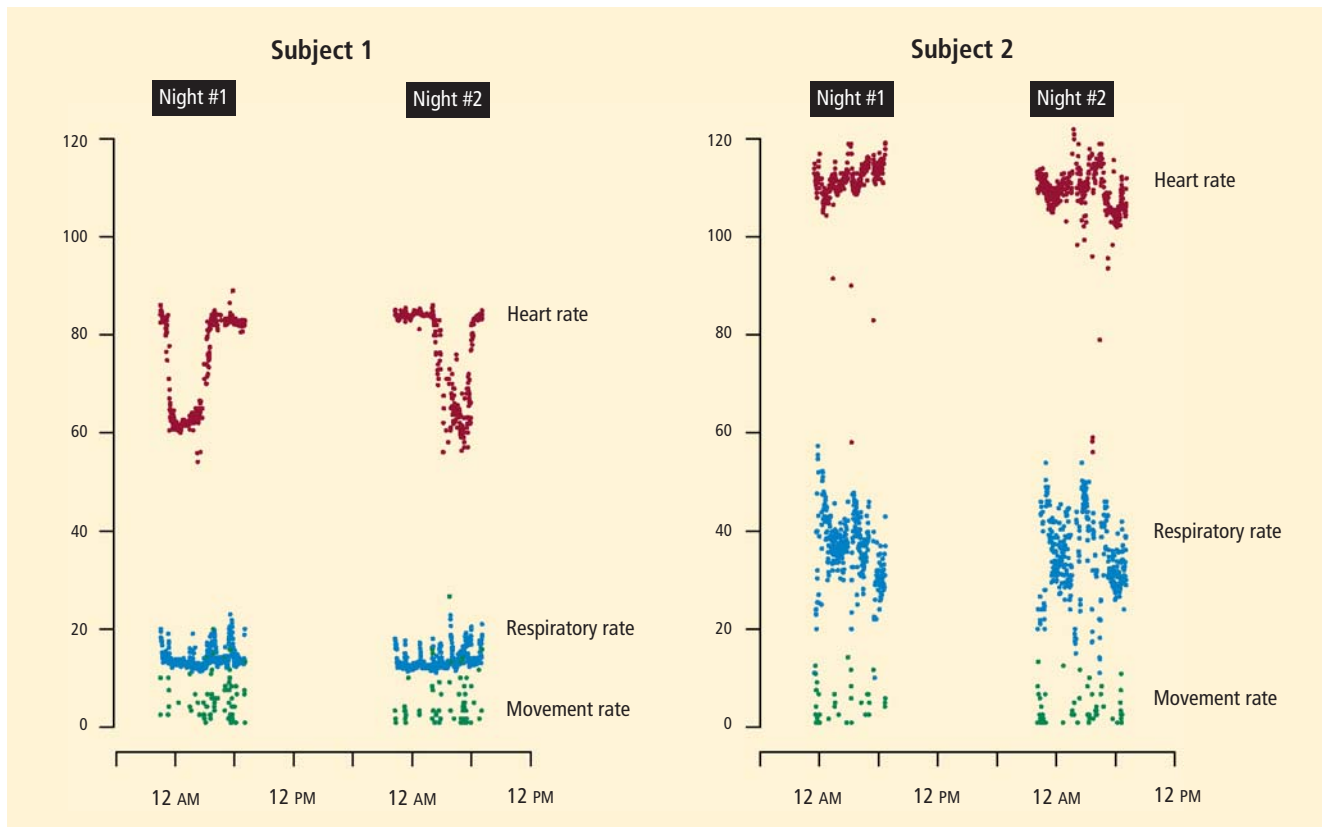 Subject 1
Night #1
Night #2
120
100
80
60
40
20
0
Heart rate
Respiratory rate
Movement rate
12 AM
12 PM
12 AM
12 PM
Subject 2
Night #1
Night #2
120
100
80
60
40
20
0
Heart rate
Respiratory rate
Movement rate
12 AM
12 PM
12 AM
12 PM